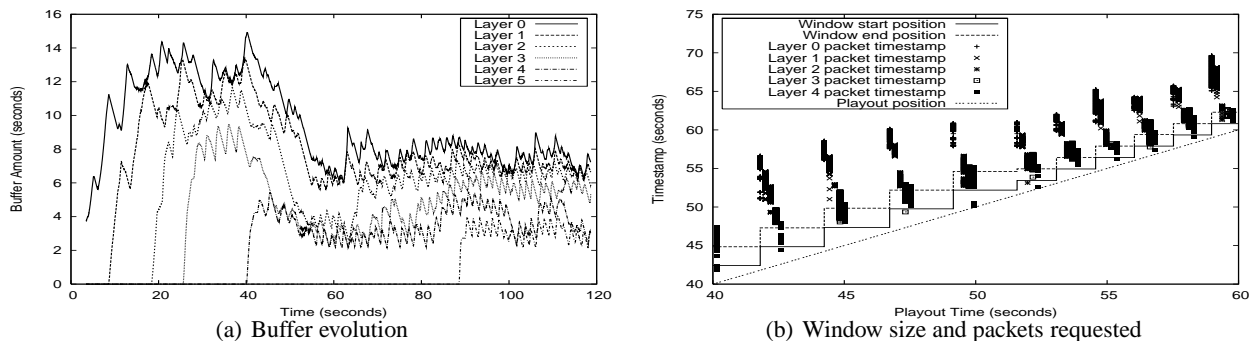 16
14
12
10
8
6
4
2
0
Buffer Amount (seconds)
0
20
40
60
80
100
120
Time (seconds)
Layer 0
Layer 1
Layer 2
Layer 3
Layer 4
Layer 5
(a) Buffer evolution
75
70
65
60
55
50
45
40
Timestamp (seconds)
40
45
50
55
60
Playout Time (seconds)
Window start position
Window end position
Layer 0 packet timestamp
Layer 1 packet timestamp
Layer 2 packet timestamp
Layer 3 packet timestamp
Layer 4 packet timestamp
Playout position
(b) Window size and packets requested